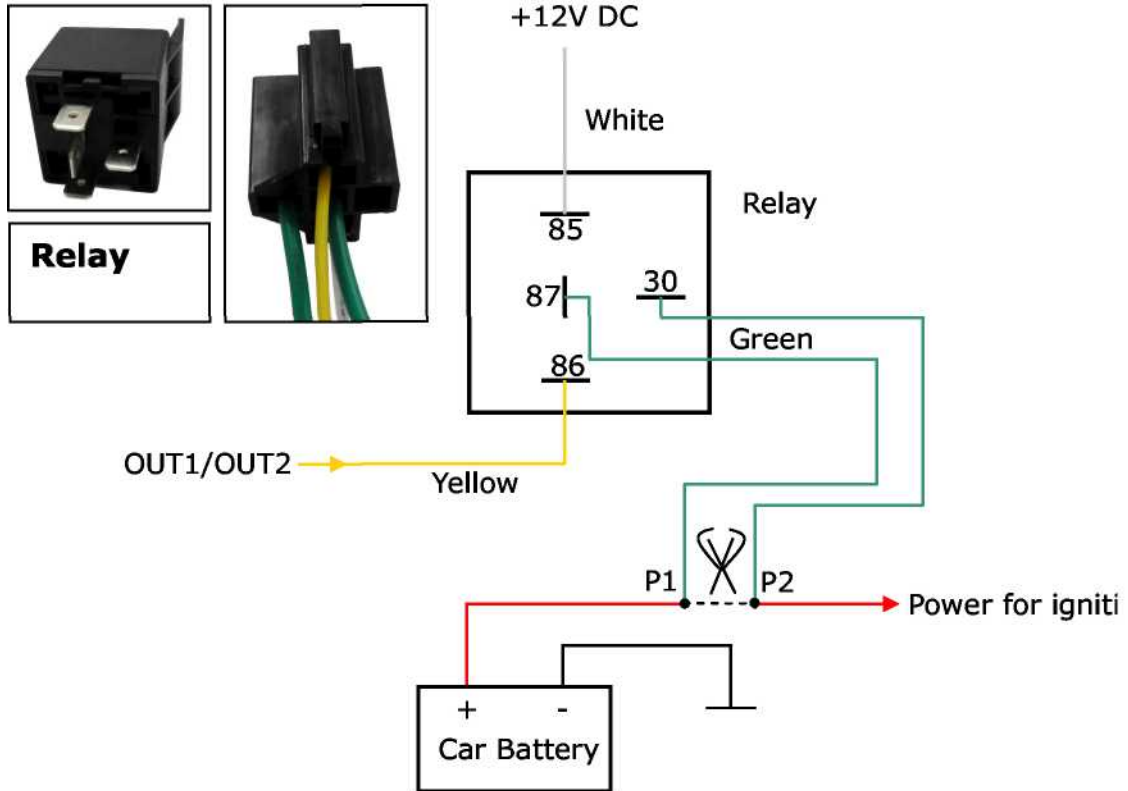 +12V DC
White
Relay
Relay
85
87
30
Green
86
OUT1/OUT2
Yellow
P1
P2
Power for igniti
+
-
Car Battery